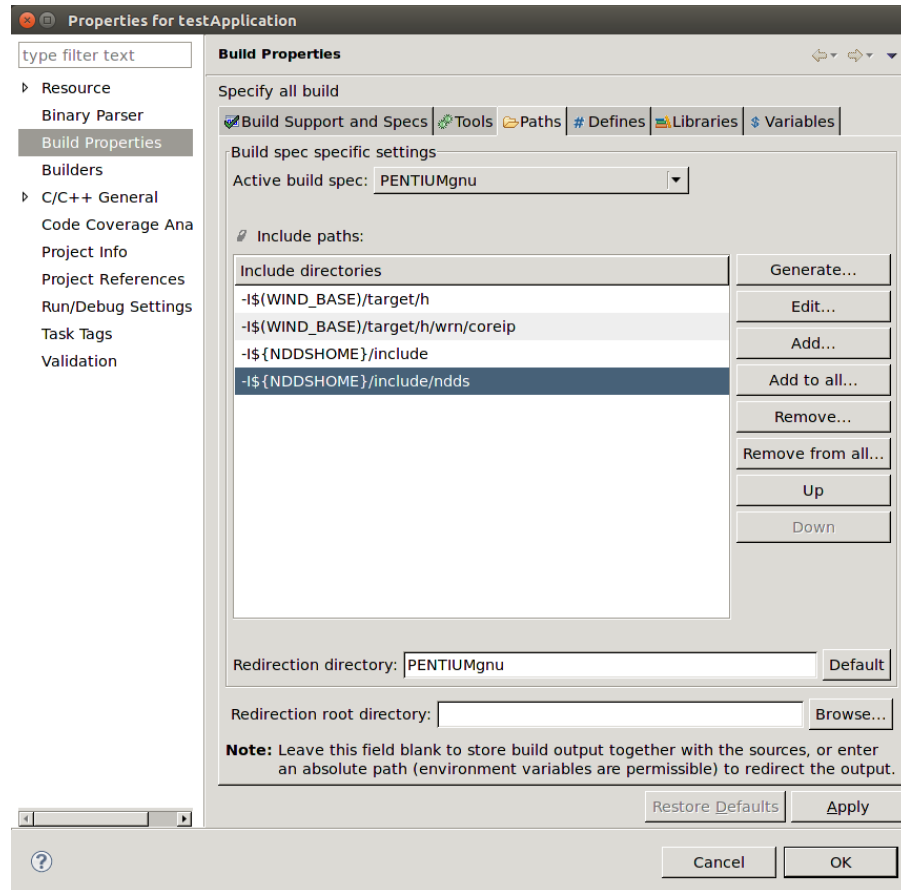 Properties for testApplication
type filter text
Resource
Binary Parser
Build Properties
Builders
C/C++ General
Code Coverage Ana
Project Info
Project References
Run/Debug Settings
Task Tags
Validation
Build Properties
Specify all build
Build Support and Specs Tools Paths # Defines Libraries $ Variables
Build spec specific settings
Active build spec: PENTIUMgnu
Include paths:
Include directories
-I$(WIND_BASE)/target/h
-I$(WIND_BASE)/target/h/wrn/coreip
-I${NDDSHOME}/include
-I${NDDSHOME}/include/ndds
Generate...
Edit...
Add...
Add to all...
Remove...
Remove from all...
Up
Down
Redirection directory: PENTIUMgnu Default
Redirection root directory: Browse...
Note: Leave this field blank to store build output together with the sources, or enter
an absolute path (environment variables are permissible) to redirect the output.
Restore Defaults Apply
? Cancel OK